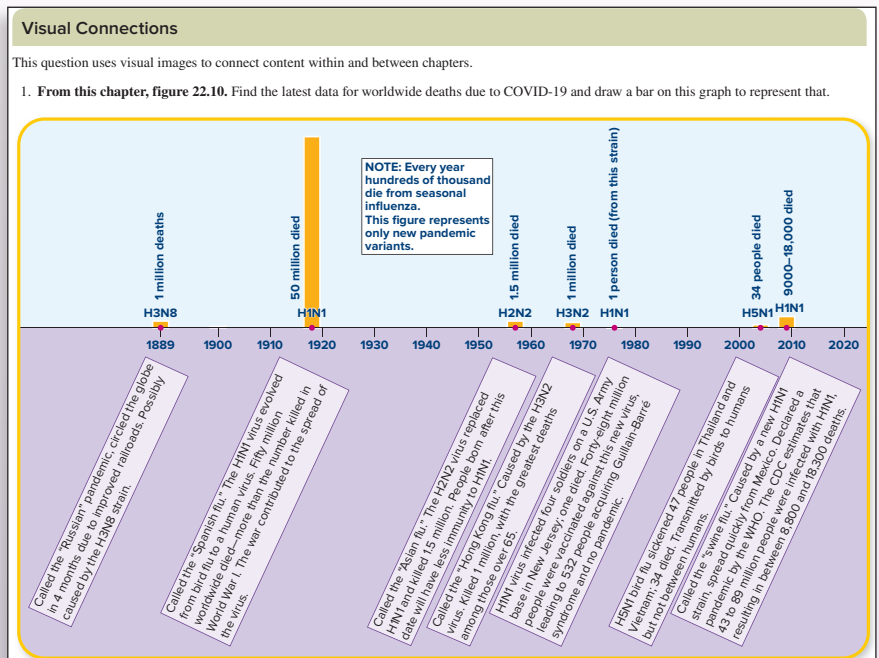 Visual Connections
This question uses visual images to connect content within and between chapters.
1. From this chapter, figure 22.10. Find the latest data for worldwide deaths due to COVID-19 and draw a bar on this graph to represent that.
NOTE: Every year
hundreds of thousand
die from seasonal
influenza.
This figure represents
only new pandemic
variants.
1 million deaths
H3N8
50 million died
H1N1
1.5 million died
H2N2
1 million died
H3N2
1 person died (from this strain)
H1N1
34 people died
H5N1
9000–18,000 died
H1N1
1889
1900
1910
1920
1930
1940
1950
1960
1970
1980
1990
2000
2010
2020
Called the "Russian" pandemic, circled the globe
in 4 months due to improved railroads. Possibly
caused by the H3N8 strain.
Called the "Spanish flu." The H1N1 virus evolved
from bird flu to a human virus. Fifty million
worldwide died—more than the number killed in
World War I. The war contributed to the spread of
the virus.
Called the "Asian flu." The H2N2 virus replaced
H1N1 and killed 1.5 million. People born after this
date will have less immunity to H1N1.
Called the "Hong Kong flu." Caused by the H3N2
virus. Killed 1 million, with the greatest deaths
among those over 65.
H1N1 virus infected four soldiers on a U.S. Army
base in New Jersey; one died. Forty-eight million
people were vaccinated against this new virus,
leading to 532 people acquiring Guillain-Barré
syndrome and no pandemic.
H5N1 bird flu sickened 47 people in Thailand and
Vietnam; 34 died. Transmitted by birds to humans
but not between humans.
Called the "swine flu." Caused by a new H1N1
strain, spread quickly from Mexico. Declared a
pandemic by the WHO. The CDC estimates that
43 to 89 million people were infected with H1N1,
resulting in between 8,800 and 18,300 deaths.